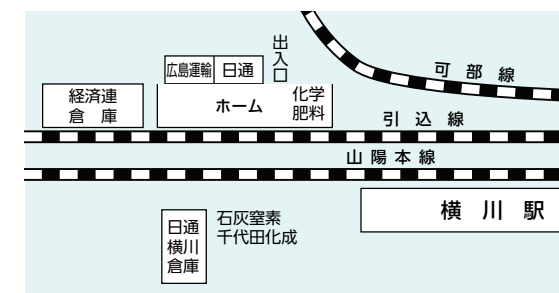 出入口
広島運輸
日通
可部線
経済連
倉庫
ホーム
化学
肥料
引込線
山陽本線
横川駅
日通
横川
倉庫
石灰窒素
千代田化成